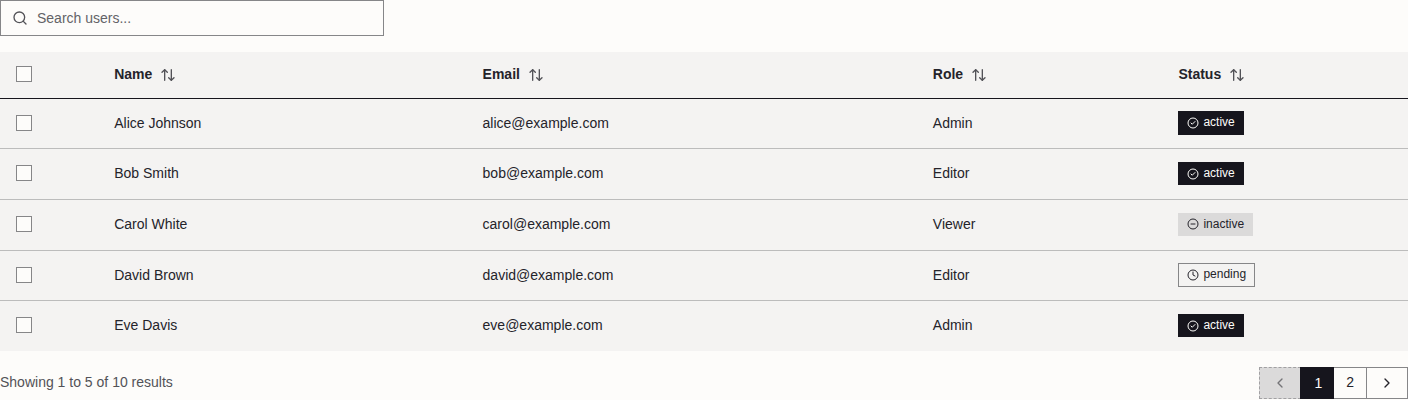 Search users...
Name Email Role Status
Alice Johnson alice@example.com Admin active
Bob Smith bob@example.com Editor active
Carol White carol@example.com Viewer inactive
David Brown david@example.com Editor pending
Eve Davis eve@example.com Admin active
Showing 1 to 5 of 10 results 1 2